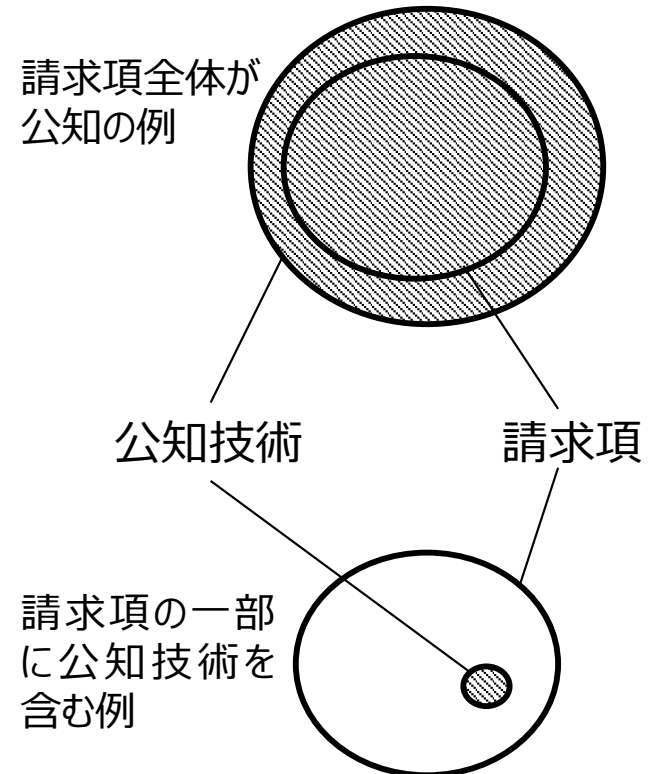 請求項全体が
公知の例
公知技術
請求項
請求項の一部
に公知技術を
含む例